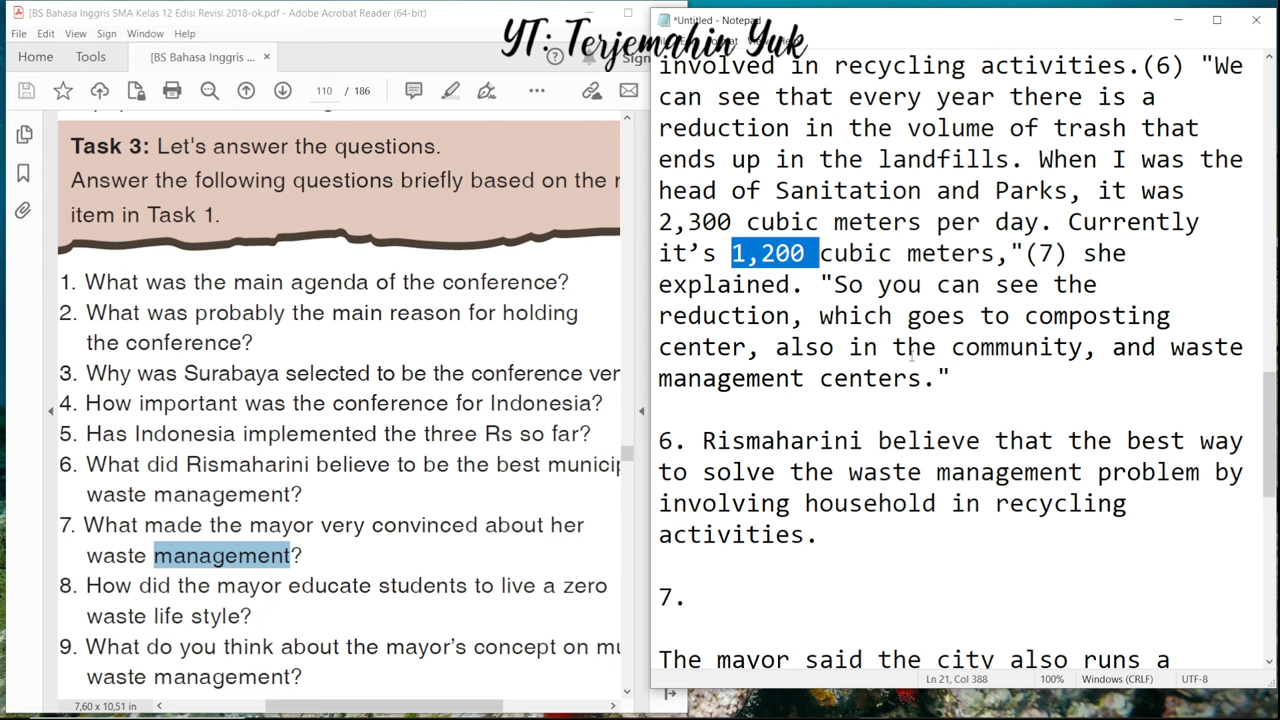 [BS Bahasa Inggris SMA Kelas 12 Edisi Revisi 2018-ok.pdf - Adobe Acrobat Reader (64-bit)
File Edit View Sign Window Help
Home Tools [BS Bahasa Inggris ... × Sign
110 / 186
Task 3: Let's answer the questions.
Answer the following questions briefly based on the
item in Task 1.
1. What was the main agenda of the conference?
2. What was probably the main reason for holding
the conference?
3. Why was Surabaya selected to be the conference ver
4. How important was the conference for Indonesia?
5. Has Indonesia implemented the three Rs so far?
6. What did Rismaharini believe to be the best municip
waste management?
7. What made the mayor very convinced about her
waste management?
8. How did the mayor educate students to live a zero
waste life style?
9. What do you think about the mayor's concept on mu
waste management?
7,60 x 10,51 in
YT: Terjemahin Yuk
*Untitled - Notepad
involved in recycling activities.(6) "We
can see that every year there is a
reduction in the volume of trash that
ends up in the landfills. When I was the
head of Sanitation and Parks, it was
2,300 cubic meters per day. Currently
it’s 1,200 cubic meters,"(7) she
explained. "So you can see the
reduction, which goes to composting
center, also in the community, and waste
management centers."
6. Rismaharini believe that the best way
to solve the waste management problem by
involving household in recycling
activities.
7.
The mayor said the city also runs a
Ln 21, Col 388 100% Windows (CRLF) UTF-8